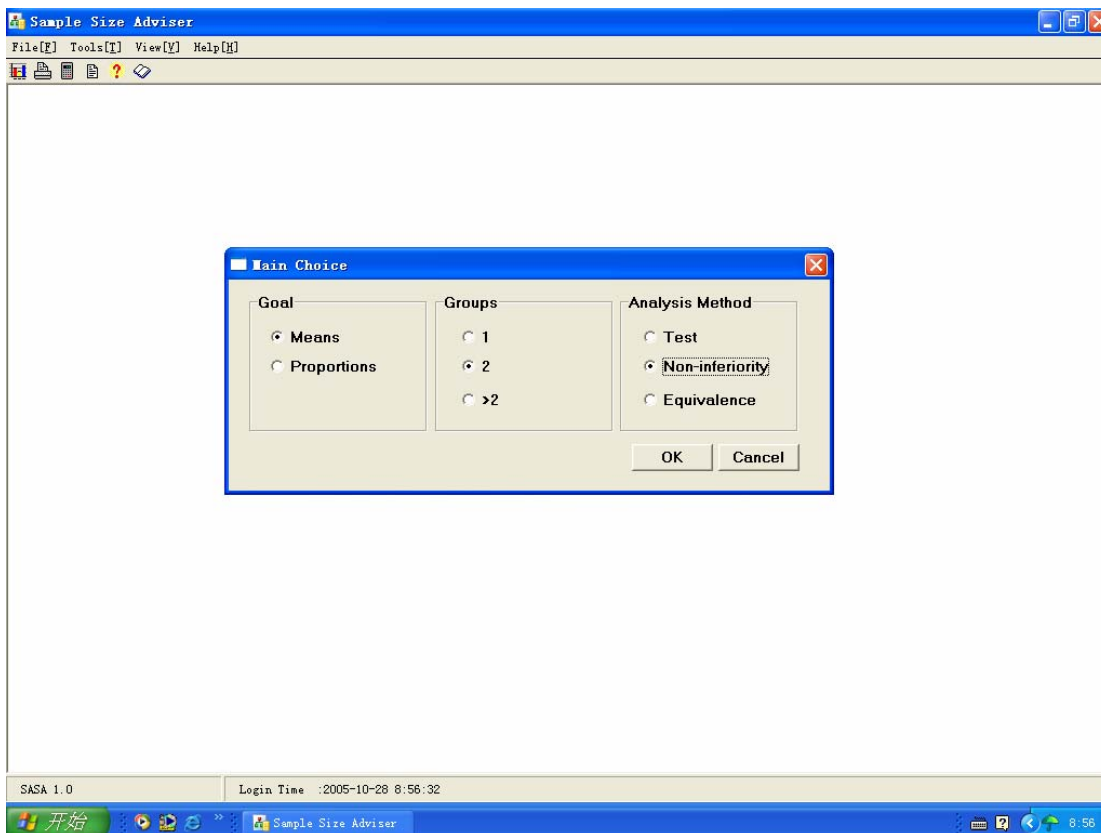 Sample Size Adviser
File[F] Tools[T] View[V] Help[H]
Main Choice
Goal Groups Analysis Method
Means 1 Test
Proportions 2 Non-inferiority
>2 Equivalence
OK Cancel
SASA 1.0 Login Time :2005-10-28 8:56:32
开始 Sample Size Adviser 8:56